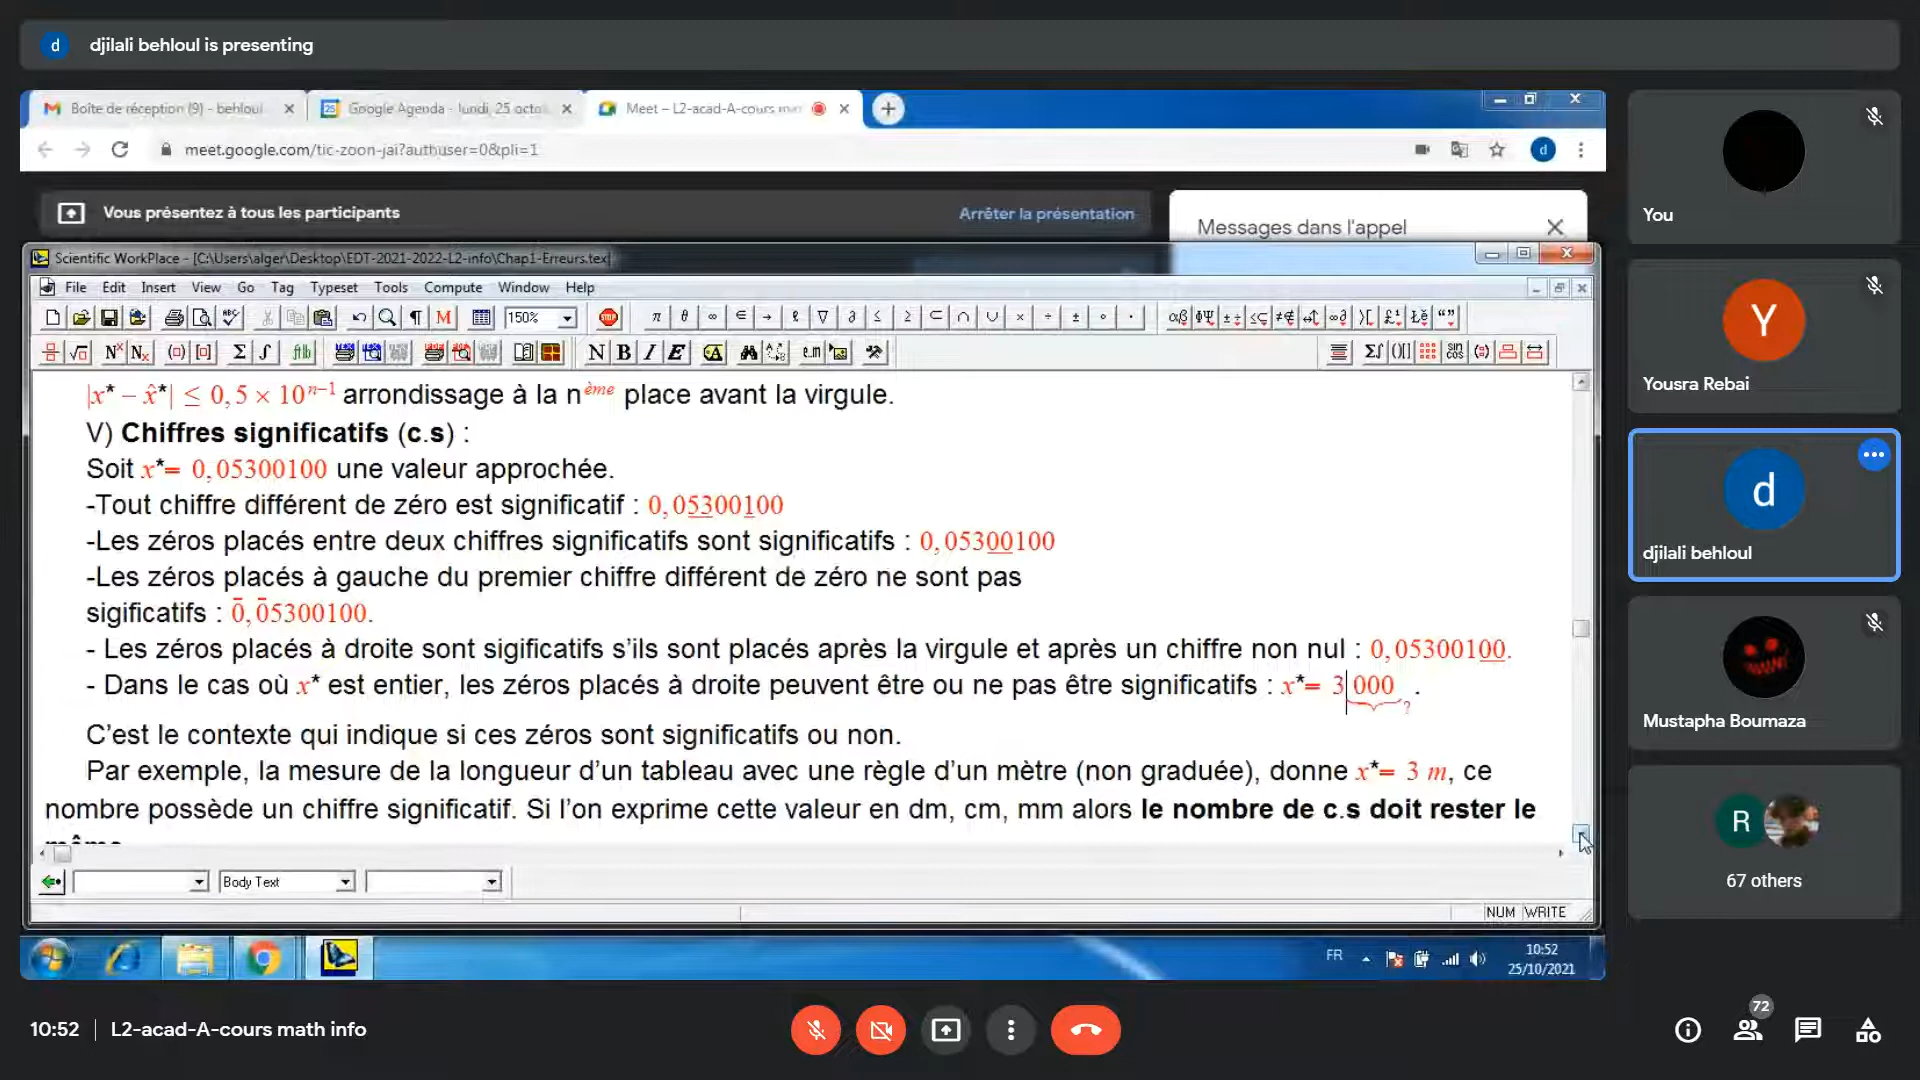 d djilali behloul is presenting
Boîte de réception (9) - behloul
Google Agenda - lundi, 25 octo
Meet – L2-acad-A-cours
meet.google.com/tic-zoon-jai?authuser=0&pli=1
d
Vous présentez à tous les participants
Arrêter la présentation
Messages dans l'appel
Scientific WorkPlace - [C:\Users\alger\Desktop\EDT-2021-2022-L2-info\Chap1-Erreurs.tex]
File Edit Insert View Go Tag Typeset Tools Compute Window Help
150%
|x* − x̂*| ≤ 0,5 × 10ⁿ⁻¹ arrondissage à la nᵉ̀ᵐᵉ place avant la virgule.
V) Chiffres significatifs (c.s) :
Soit x*= 0,05300100 une valeur approchée.
-Tout chiffre différent de zéro est significatif : 0,05300100
-Les zéros placés entre deux chiffres significatifs sont significatifs : 0,05300100
-Les zéros placés à gauche du premier chiffre différent de zéro ne sont pas
sigificatifs : 0̄,0̄5300100.
- Les zéros placés à droite sont sigificatifs s'ils sont placés après la virgule et après un chiffre non nul : 0,05300100.
- Dans le cas où x* est entier, les zéros placés à droite peuvent être ou ne pas être significatifs : x*= 3 000 ? .
C'est le contexte qui indique si ces zéros sont significatifs ou non.
Par exemple, la mesure de la longueur d'un tableau avec une règle d'un mètre (non graduée), donne x*= 3 m, ce
nombre possède un chiffre significatif. Si l'on exprime cette valeur en dm, cm, mm alors le nombre de c.s doit rester le
Body Text
NUM WRITE
FR
10:52
25/10/2021
You
Y
Yousra Rebai
d
djilali behloul
Mustapha Boumaza
R
67 others
10:52 | L2-acad-A-cours math info
72